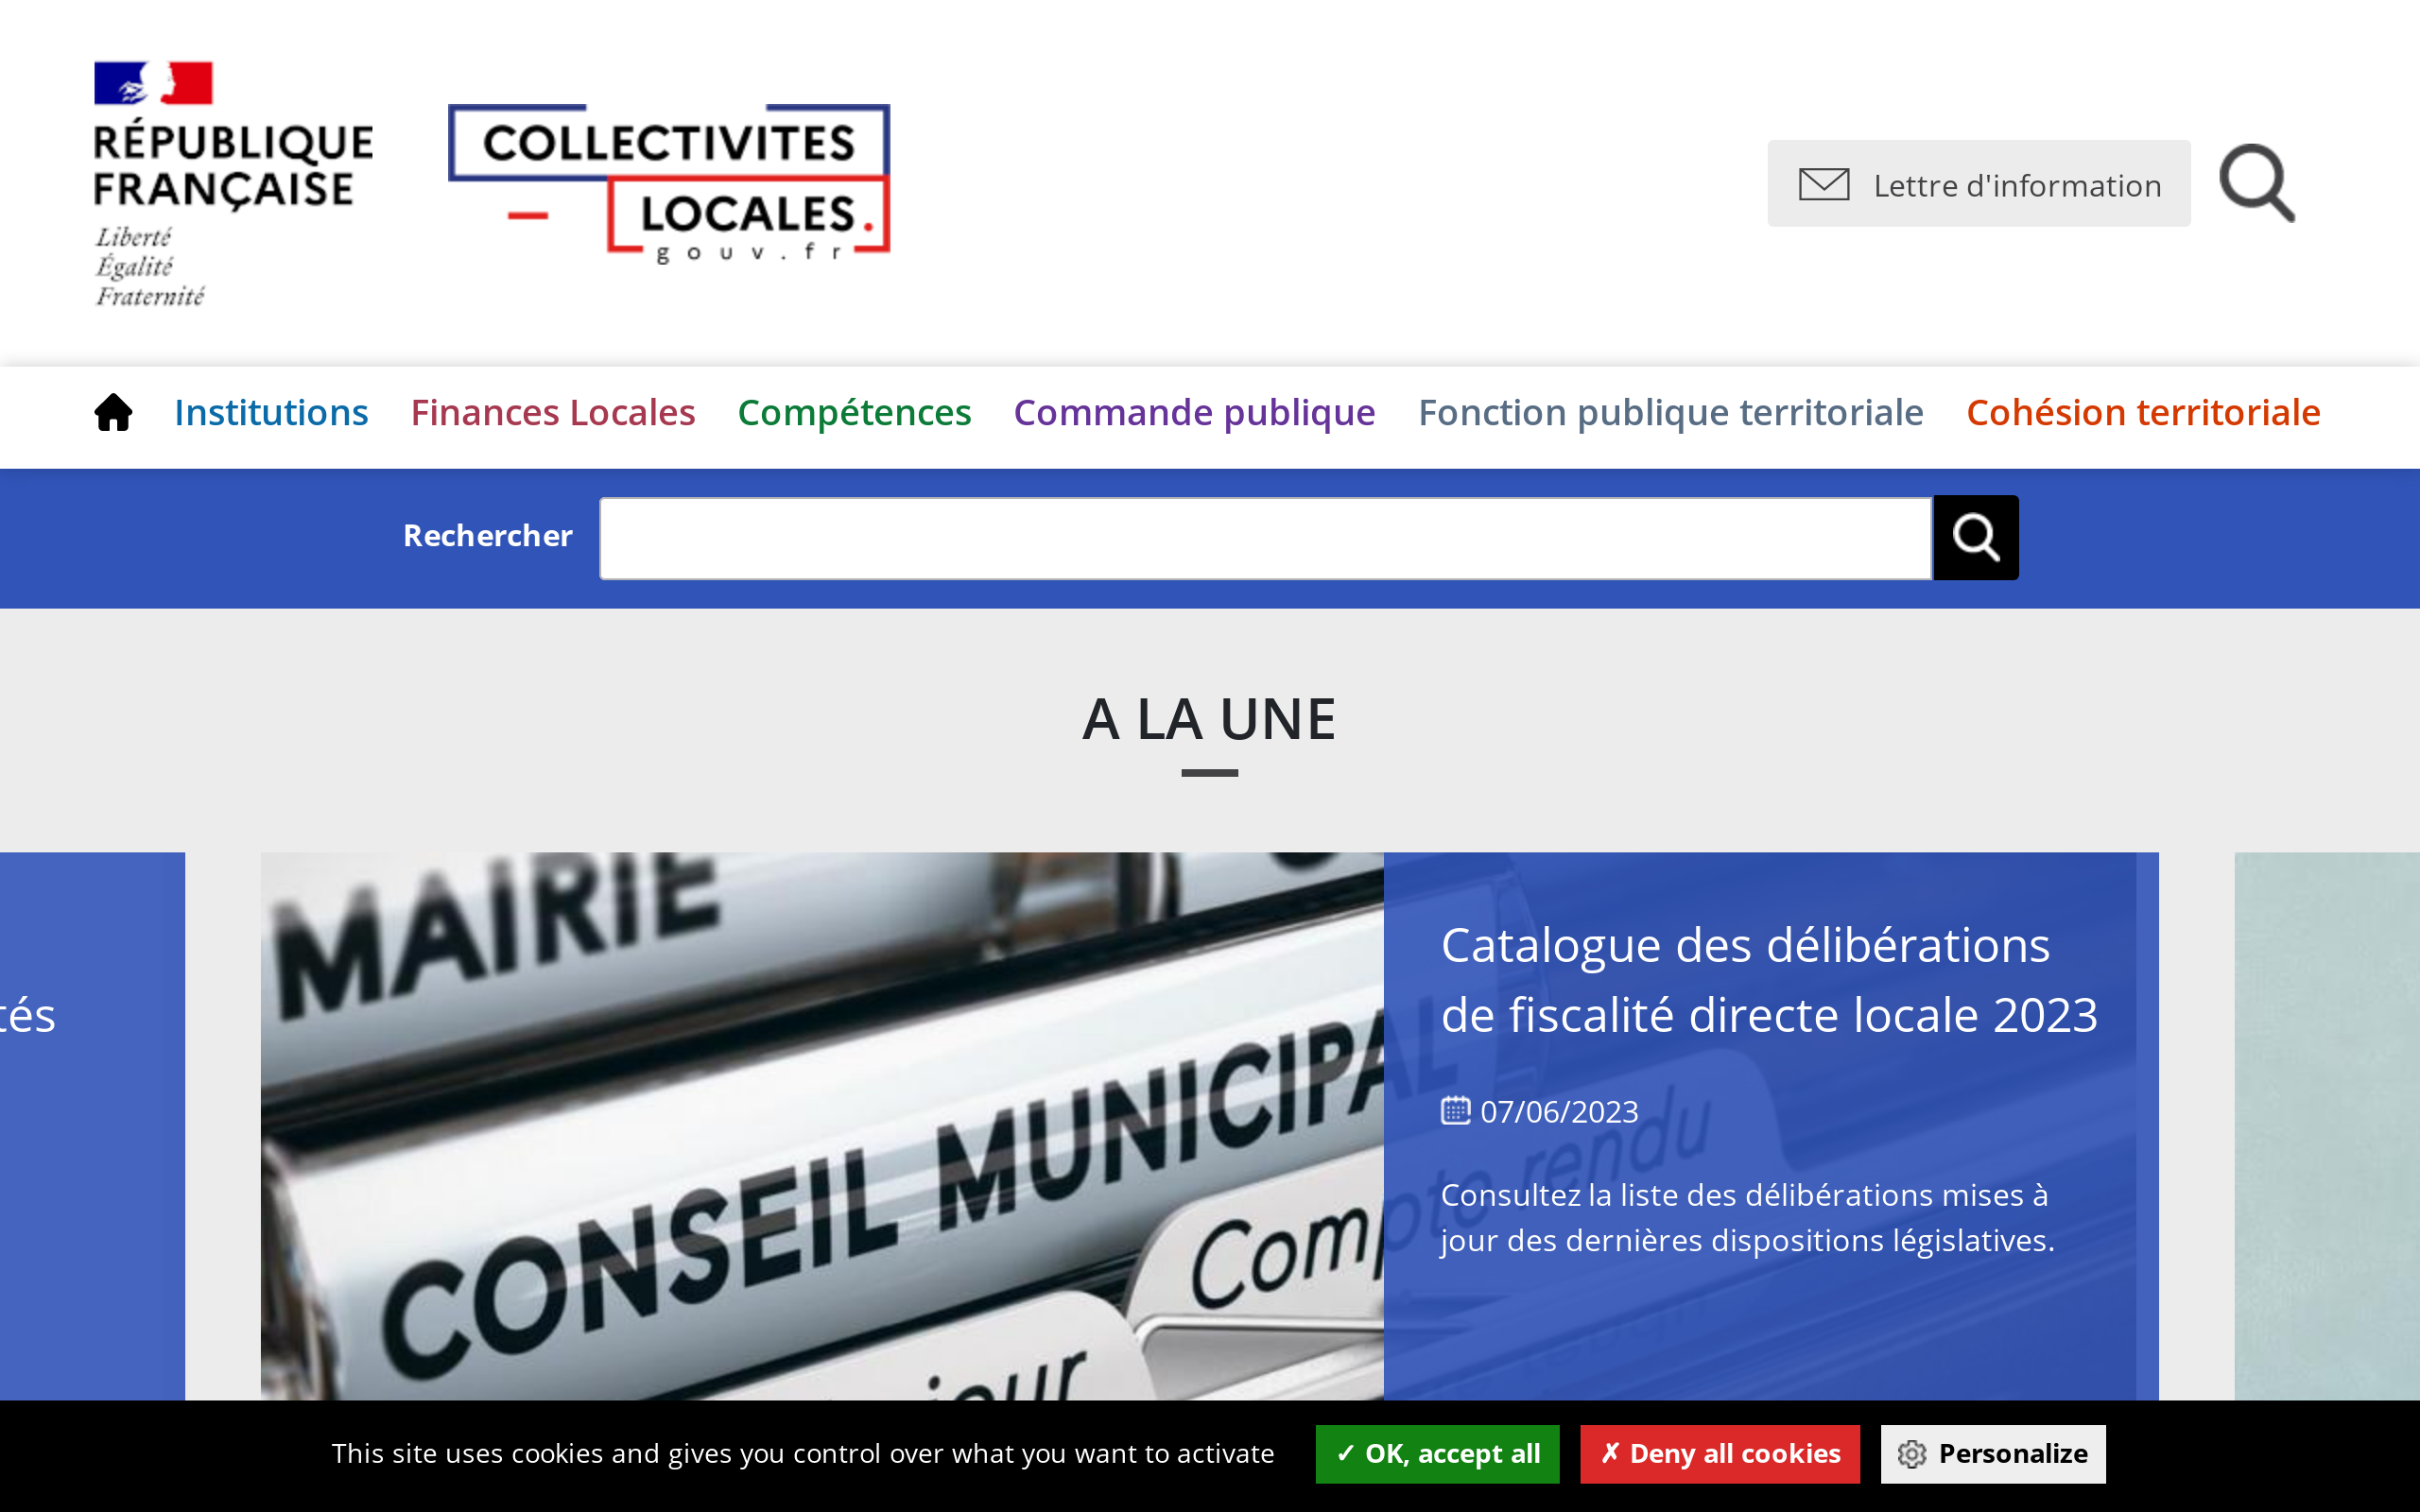 RÉPUBLIQUE
FRANÇAISE
Liberté
Égalité
Fraternité
COLLECTIVITES
LOCALES.
gouv.fr
Lettre d'information
Institutions Finances Locales Compétences Commande publique Fonction publique territoriale Cohésion territoriale
Rechercher
A LA UNE
tés
MAIRIE
CONSEIL MUNICIPAL
Compte rendu
jour
Catalogue des délibérations
de fiscalité directe locale 2023
07/06/2023
Consultez la liste des délibérations mises à
jour des dernières dispositions législatives.
This site uses cookies and gives you control over what you want to activate ✓ OK, accept all ✗ Deny all cookies Personalize